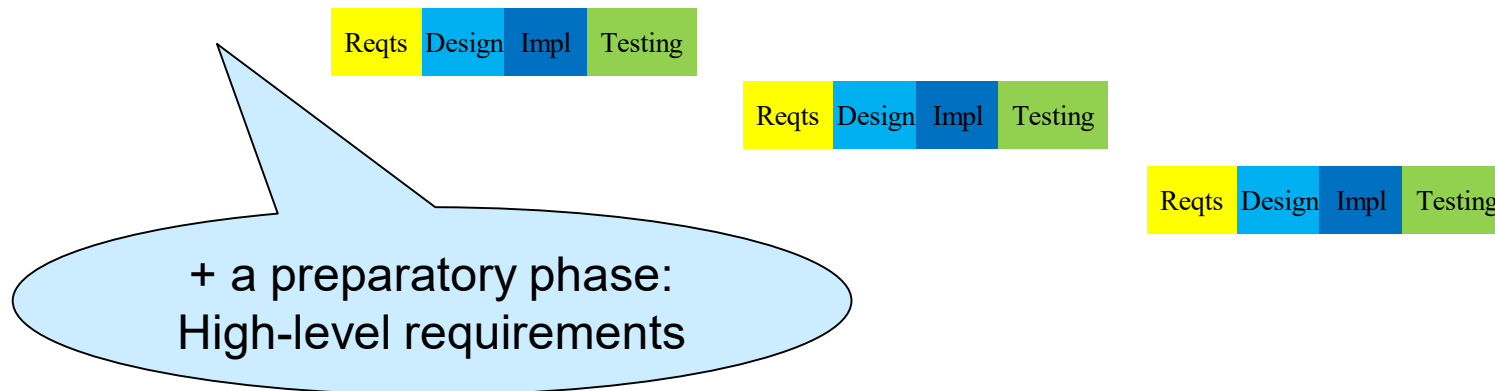 Reqts Design Impl Testing
Reqts Design Impl Testing
Reqts Design Impl Testing
+ a preparatory phase:
High-level requirements